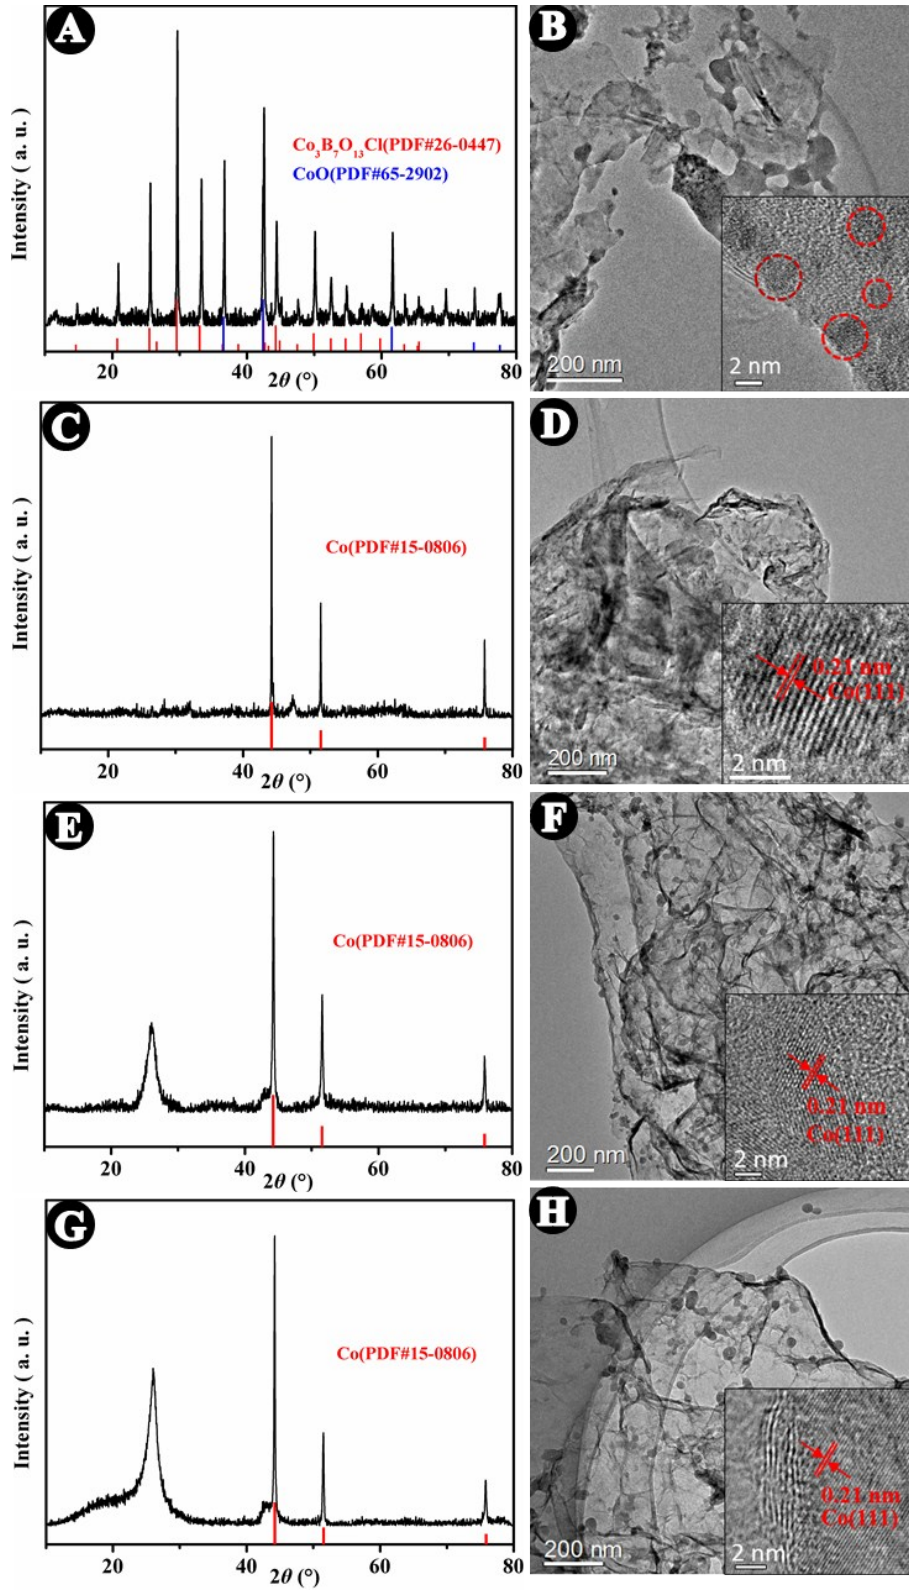 A
Intensity ( a. u. )
Co₃B₇O₁₃Cl(PDF#26-0447)
CoO(PDF#65-2902)
20 40 60 80
2θ (°)
B
200 nm
2 nm
C
Intensity ( a. u. )
Co(PDF#15-0806)
20 40 60 80
2θ (°)
D
0.21 nm
Co(111)
200 nm
2 nm
E
Intensity ( a. u. )
Co(PDF#15-0806)
20 40 60 80
2θ (°)
F
0.21 nm
Co(111)
200 nm
2 nm
G
Intensity ( a. u. )
Co(PDF#15-0806)
20 40 60 80
2θ (°)
H
0.21 nm
Co(111)
200 nm
2 nm